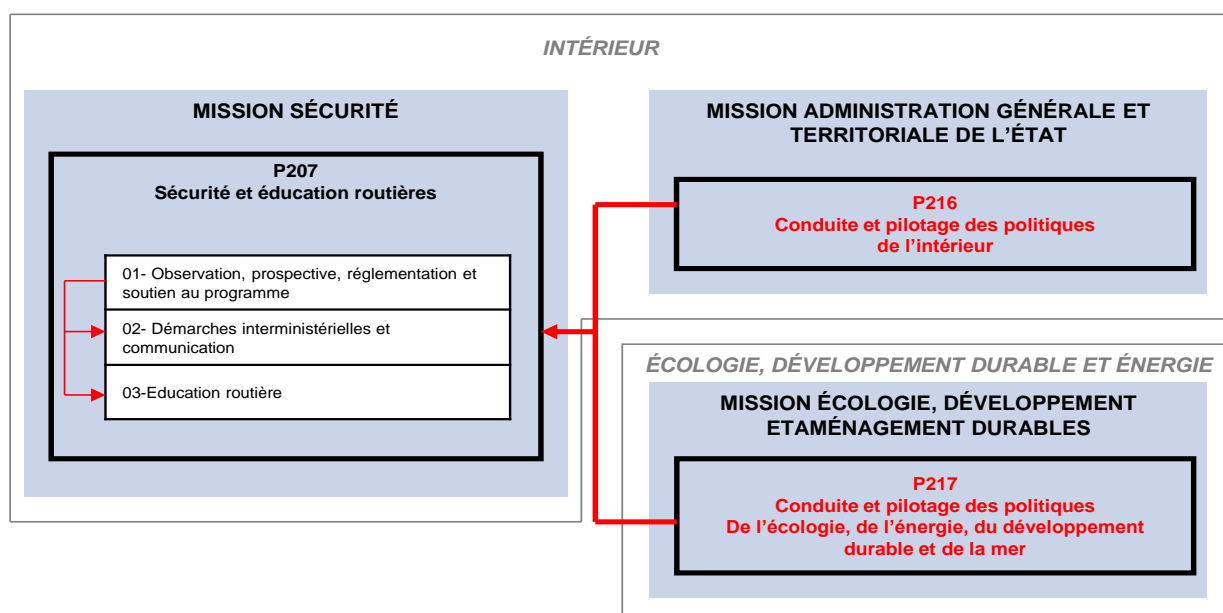 INTÉRIEUR
MISSION SÉCURITÉ
P207
Sécurité et éducation routières
01- Observation, prospective, réglementation et
soutien au programme
02- Démarches interministérielles et
communication
03-Education routière
MISSION ADMINISTRATION GÉNÉRALE ET
TERRITORIALE DE L’ÉTAT
P216
Conduite et pilotage des politiques
de l’intérieur
ÉCOLOGIE, DÉVELOPPEMENT DURABLE ET ÉNERGIE
MISSION ÉCOLOGIE, DÉVELOPPEMENT
ETAMÉNAGEMENT DURABLES
P217
Conduite et pilotage des politiques
De l’écologie, de l’énergie, du développement
durable et de la mer